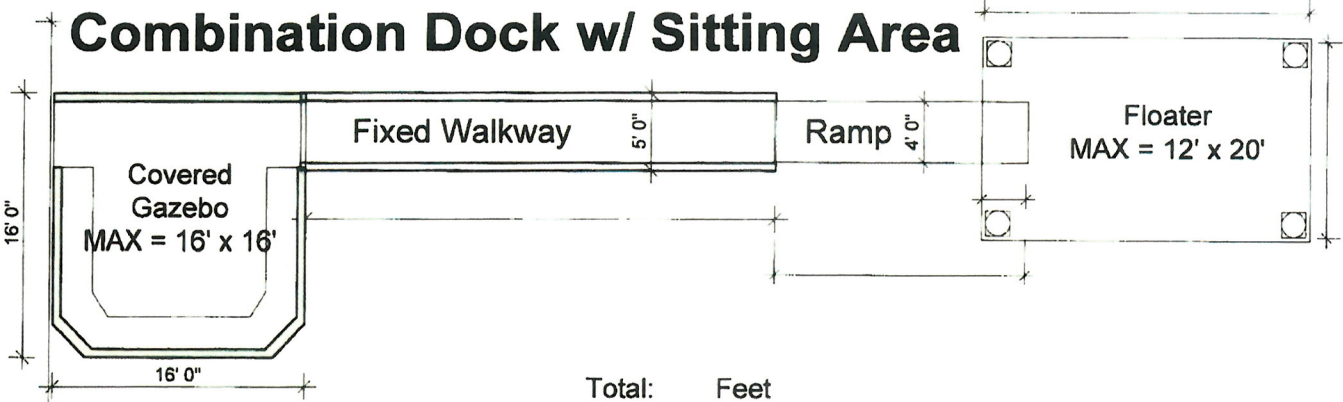 Combination Dock w/ Sitting Area
Fixed Walkway
5' 0"
Ramp
4' 0"
Floater
MAX = 12' x 20'
Covered
Gazebo
MAX = 16' x 16'
16' 0"
16' 0"
Total: Feet